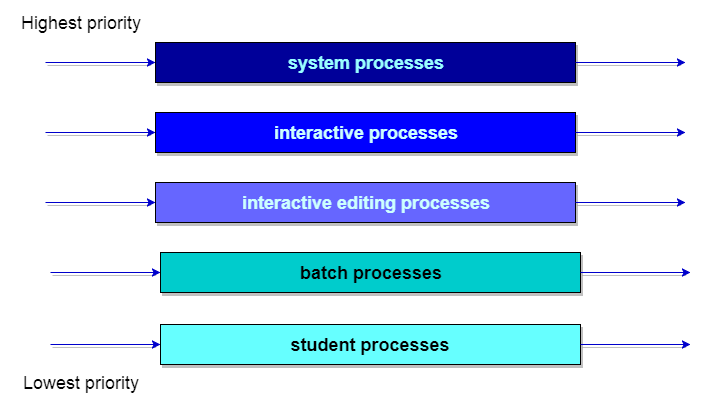 Highest priority
system processes
interactive processes
interactive editing processes
batch processes
student processes
Lowest priority